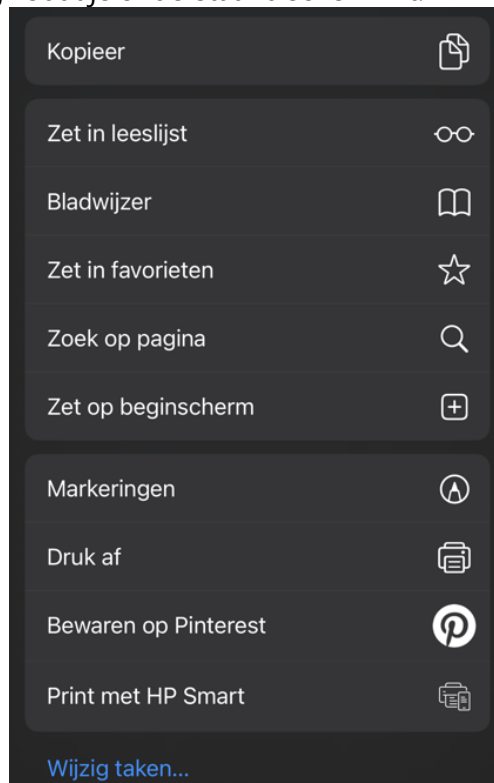 Kopieer
Zet in leeslijst
Bladwijzer
Zet in favorieten
Zoek op pagina
Zet op beginscherm
Markeringen
Druk af
Bewaren op Pinterest
Print met HP Smart
Wijzig taken...